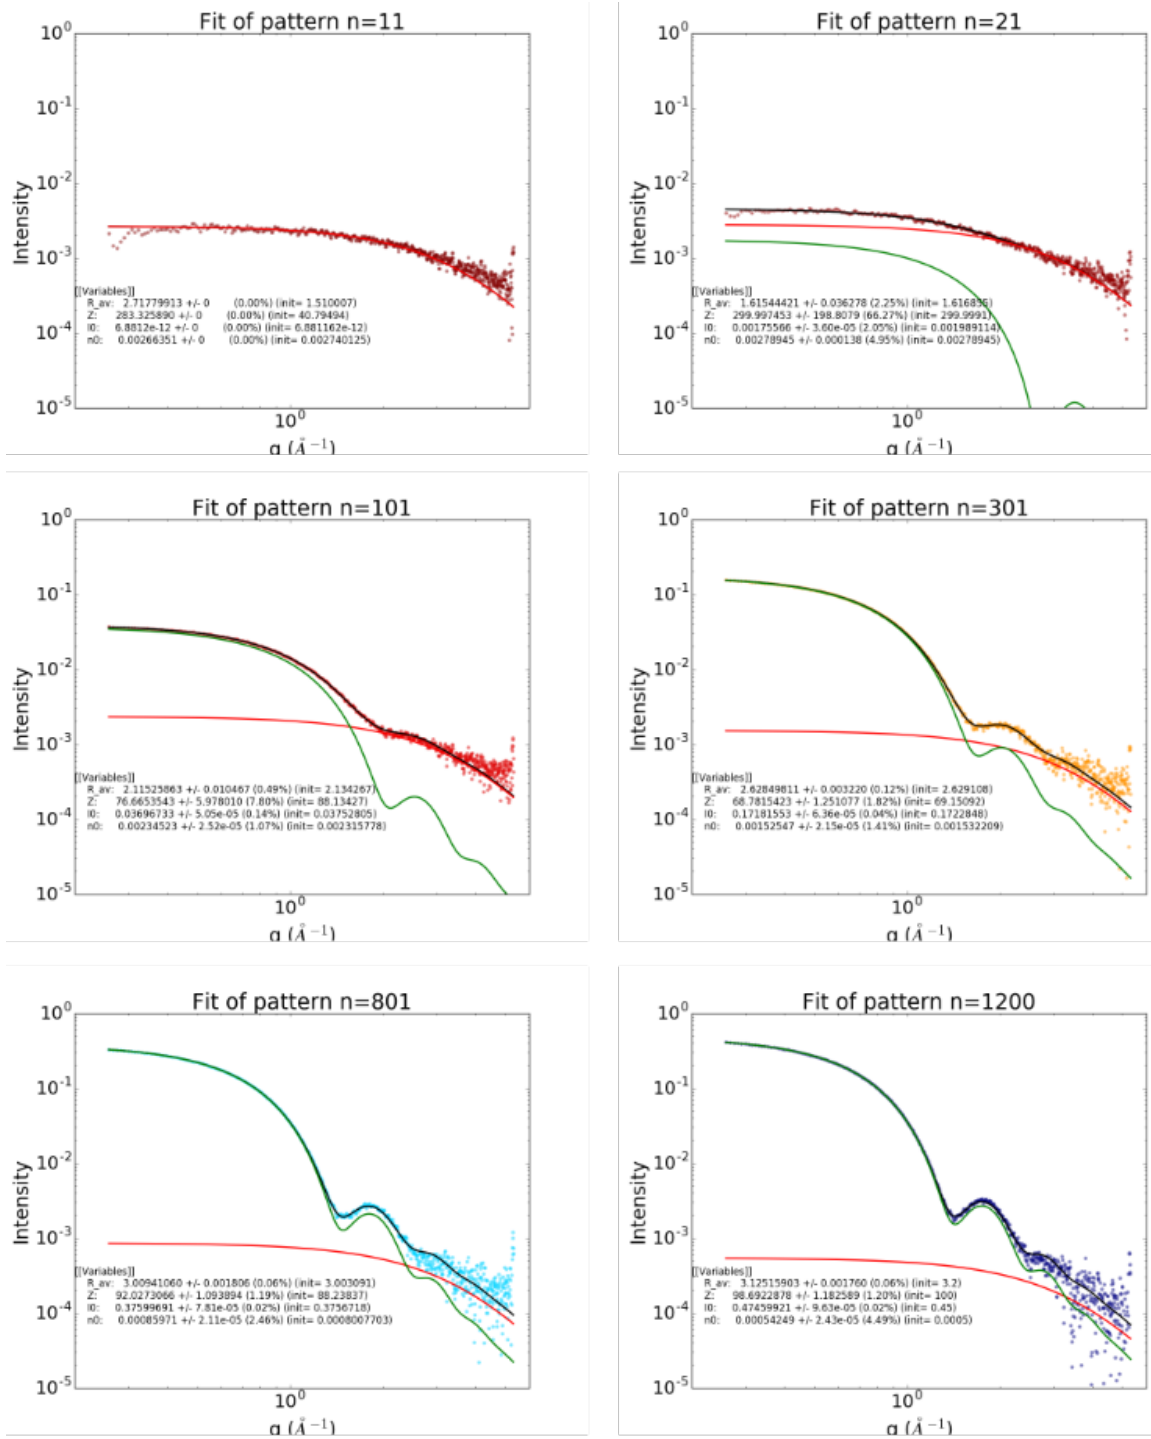 Fit of pattern n=11
10^0
10^-1
10^-2
10^-3
10^-4
10^-5
Intensity
[[Variables]]
R_av: 2.71779913 +/- 0 (0.00%) (init= 1.510007)
Z: 283.325890 +/- 0 (0.00%) (init= 40.79494)
I0: 6.8812e-12 +/- 0 (0.00%) (init= 6.881162e-12)
n0: 0.00266351 +/- 0 (0.00%) (init= 0.002740125)
10^0
q (Å^-1)
Fit of pattern n=21
10^0
10^-1
10^-2
10^-3
10^-4
10^-5
Intensity
[[Variables]]
R_av: 1.61544421 +/- 0.036278 (2.25%) (init= 1.616855)
Z: 299.997453 +/- 198.8079 (66.27%) (init= 299.9991)
I0: 0.00175566 +/- 3.60e-05 (2.05%) (init= 0.001989114)
n0: 0.00278945 +/- 0.000138 (4.95%) (init= 0.00278945)
10^0
q (Å^-1)
Fit of pattern n=101
10^0
10^-1
10^-2
10^-3
10^-4
10^-5
Intensity
[[Variables]]
R_av: 2.11525863 +/- 0.010467 (0.49%) (init= 2.134267)
Z: 76.6653543 +/- 5.978010 (7.80%) (init= 88.13427)
I0: 0.03696733 +/- 5.05e-05 (0.14%) (init= 0.03752805)
n0: 0.00234523 +/- 2.52e-05 (1.07%) (init= 0.002315778)
10^0
q (Å^-1)
Fit of pattern n=301
10^0
10^-1
10^-2
10^-3
10^-4
10^-5
Intensity
[[Variables]]
R_av: 2.62849811 +/- 0.003220 (0.12%) (init= 2.629108)
Z: 68.7815423 +/- 1.251077 (1.82%) (init= 69.15092)
I0: 0.17181553 +/- 6.36e-05 (0.04%) (init= 0.1722848)
n0: 0.00152547 +/- 2.15e-05 (1.41%) (init= 0.001532209)
10^0
q (Å^-1)
Fit of pattern n=801
10^0
10^-1
10^-2
10^-3
10^-4
10^-5
Intensity
[[Variables]]
R_av: 3.00941060 +/- 0.001806 (0.06%) (init= 3.003091)
Z: 92.0273066 +/- 1.093894 (1.19%) (init= 88.23837)
I0: 0.37599691 +/- 7.81e-05 (0.02%) (init= 0.3756718)
n0: 0.00085971 +/- 2.11e-05 (2.46%) (init= 0.0008007703)
10^0
q (Å^-1)
Fit of pattern n=1200
10^0
10^-1
10^-2
10^-3
10^-4
10^-5
Intensity
[[Variables]]
R_av: 3.12515903 +/- 0.001760 (0.06%) (init= 3.2)
Z: 98.6922878 +/- 1.182589 (1.20%) (init= 100)
I0: 0.47459921 +/- 9.63e-05 (0.02%) (init= 0.45)
n0: 0.00054249 +/- 2.43e-05 (4.49%) (init= 0.0005)
10^0
q (Å^-1)